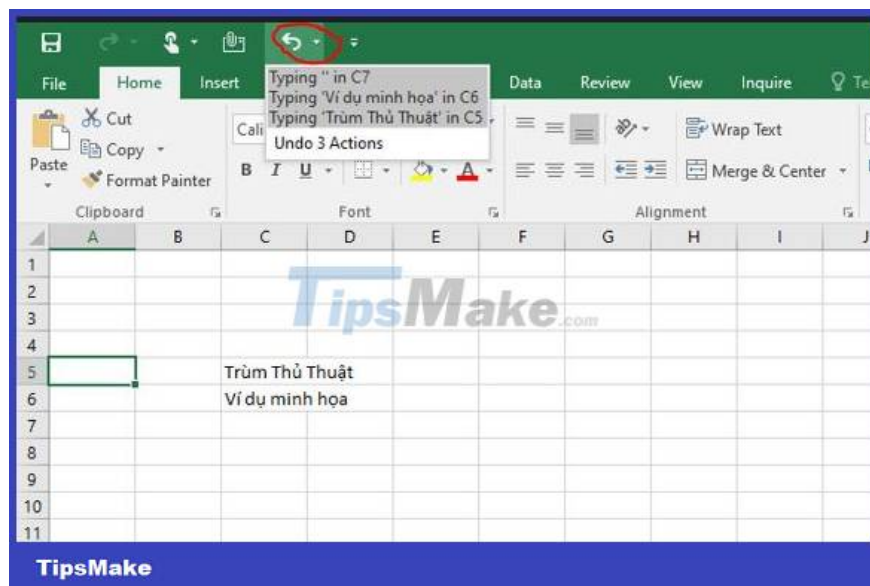 File Home Insert Data Review View Inquire Te
Typing '' in C7
Typing 'Ví dụ minh họa' in C6
Typing 'Trùm Thủ Thuật' in C5
Undo 3 Actions
Cut
Copy
Format Painter
Paste
Cali
B I U A
Wrap Text
Merge & Center
Clipboard Font Alignment
A B C D E F G H I J
1
2
3
4
5 Trùm Thủ Thuật
6 Ví dụ minh họa
7
8
9
10
11
TipsMake.com
TipsMake